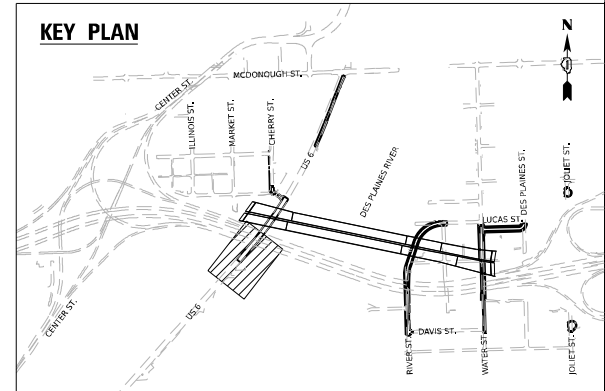 KEY PLAN
N
CENTER ST.
MCDONOUGH ST.
ILLINOIS ST.
MARKET ST.
CHERRY ST.
US 6
DES PLAINES RIVER
LUCAS ST.
DES PLAINES ST.
JOLIET ST.
CENTER ST.
US 6
RIVER ST.
DAVIS ST.
WATER ST.
JOLIET ST.